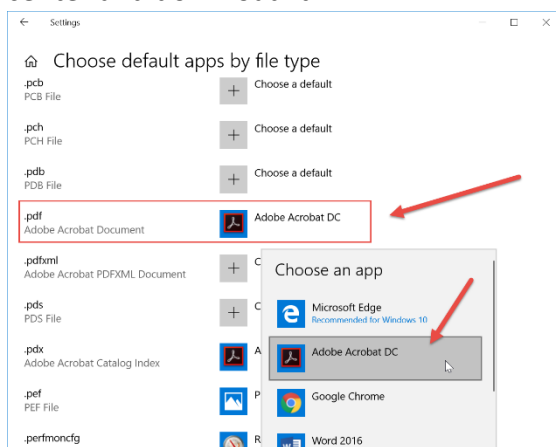 Settings
Choose default apps by file type
.pcb
PCB File
Choose a default
.pch
PCH File
Choose a default
.pdb
PDB File
Choose a default
.pdf
Adobe Acrobat Document
Adobe Acrobat DC
.pdfxml
Adobe Acrobat PDFXML Document
C
.pds
PDS File
C
.pdx
Adobe Acrobat Catalog Index
A
.pef
PEF File
P
.perfmoncfg
R
Choose an app
Microsoft Edge
Recommended for Windows 10
Adobe Acrobat DC
Google Chrome
Word 2016